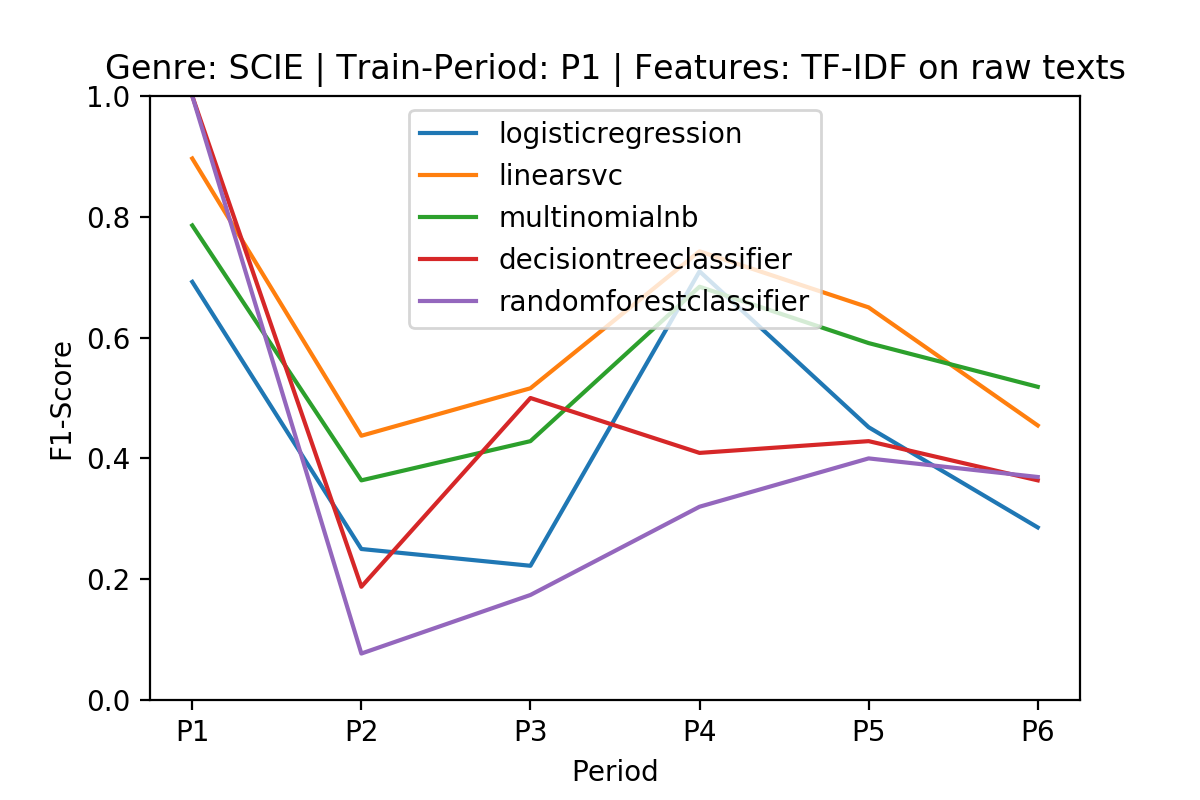 Genre: SCIE | Train-Period: P1 | Features: TF-IDF on raw texts
1.0
0.8
0.6
0.4
0.2
0.0
F1-Score
logisticregression
linearsvc
multinomialnb
decisiontreeclassifier
randomforestclassifier
P1 P2 P3 P4 P5 P6
Period